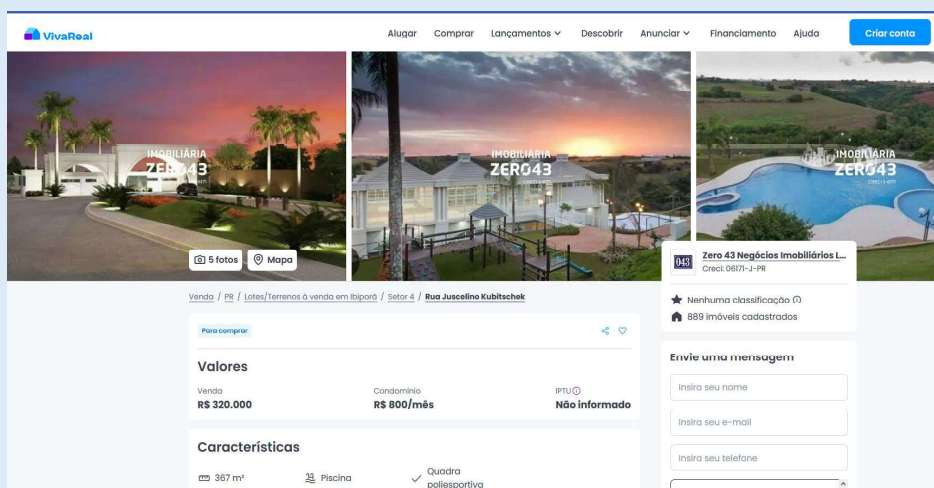 VivaReal
Alugar Comprar Lançamentos Descobrir Anunciar Financiamento Ajuda Criar conta
IMOBILIÁRIA
ZERO43
IMOBILIÁRIA
ZERO43
IMOBILIÁRIA
ZERO43
5 fotos Mapa
043 Zero 43 Negócios Imobiliários L...
Creci: 06171-J-PR
Nenhuma classificação
889 imóveis cadastrados
Venda / PR / Lotes/Terrenos à venda em Ibiporã / Setor 4 / Rua Juscelino Kubitschek
Para comprar
Valores
Venda Condomínio IPTU
R$ 320.000 R$ 800/mês Não informado
Características
367 m² Piscina Quadra
poliesportiva
Envie uma mensagem
Insira seu nome
Insira seu e-mail
Insira seu telefone